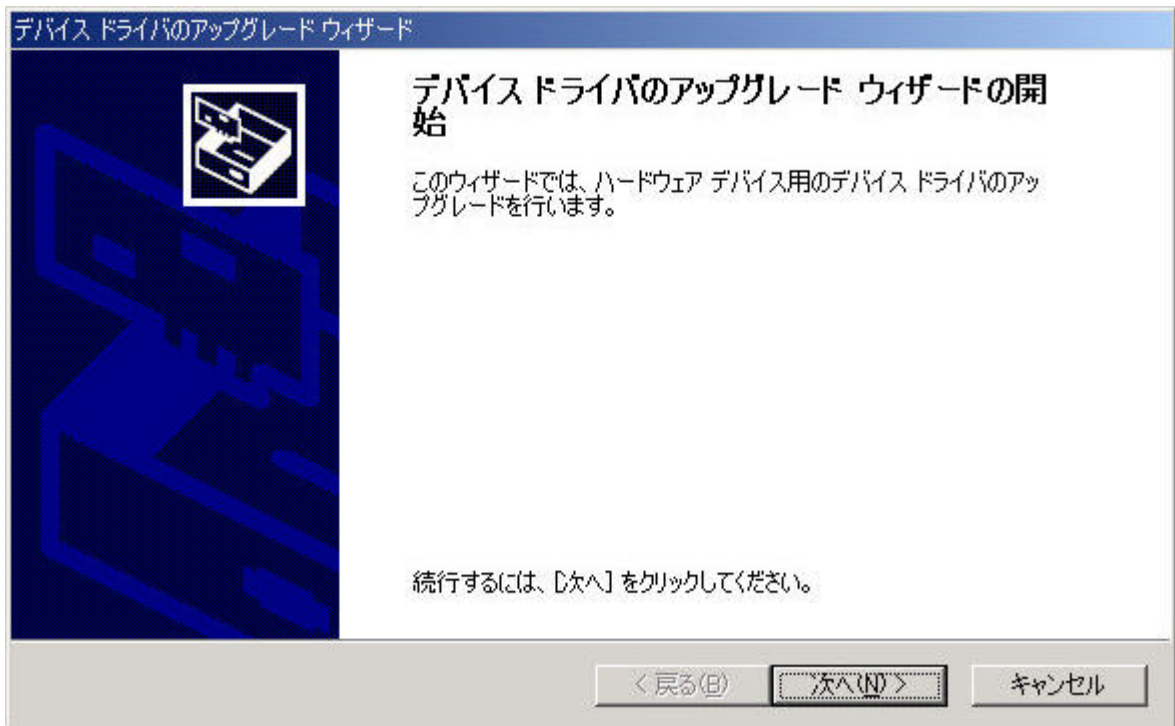 デバイス ドライバのアップグレード ウィザード
デバイス ドライバのアップグレード ウィザードの開
始
このウィザードでは、ハードウェア デバイス用のデバイス ドライバのアッ
プグレードを行います。
続行するには、[次へ] をクリックしてください。
< 戻る(B)
次へ(N) >
キャンセル